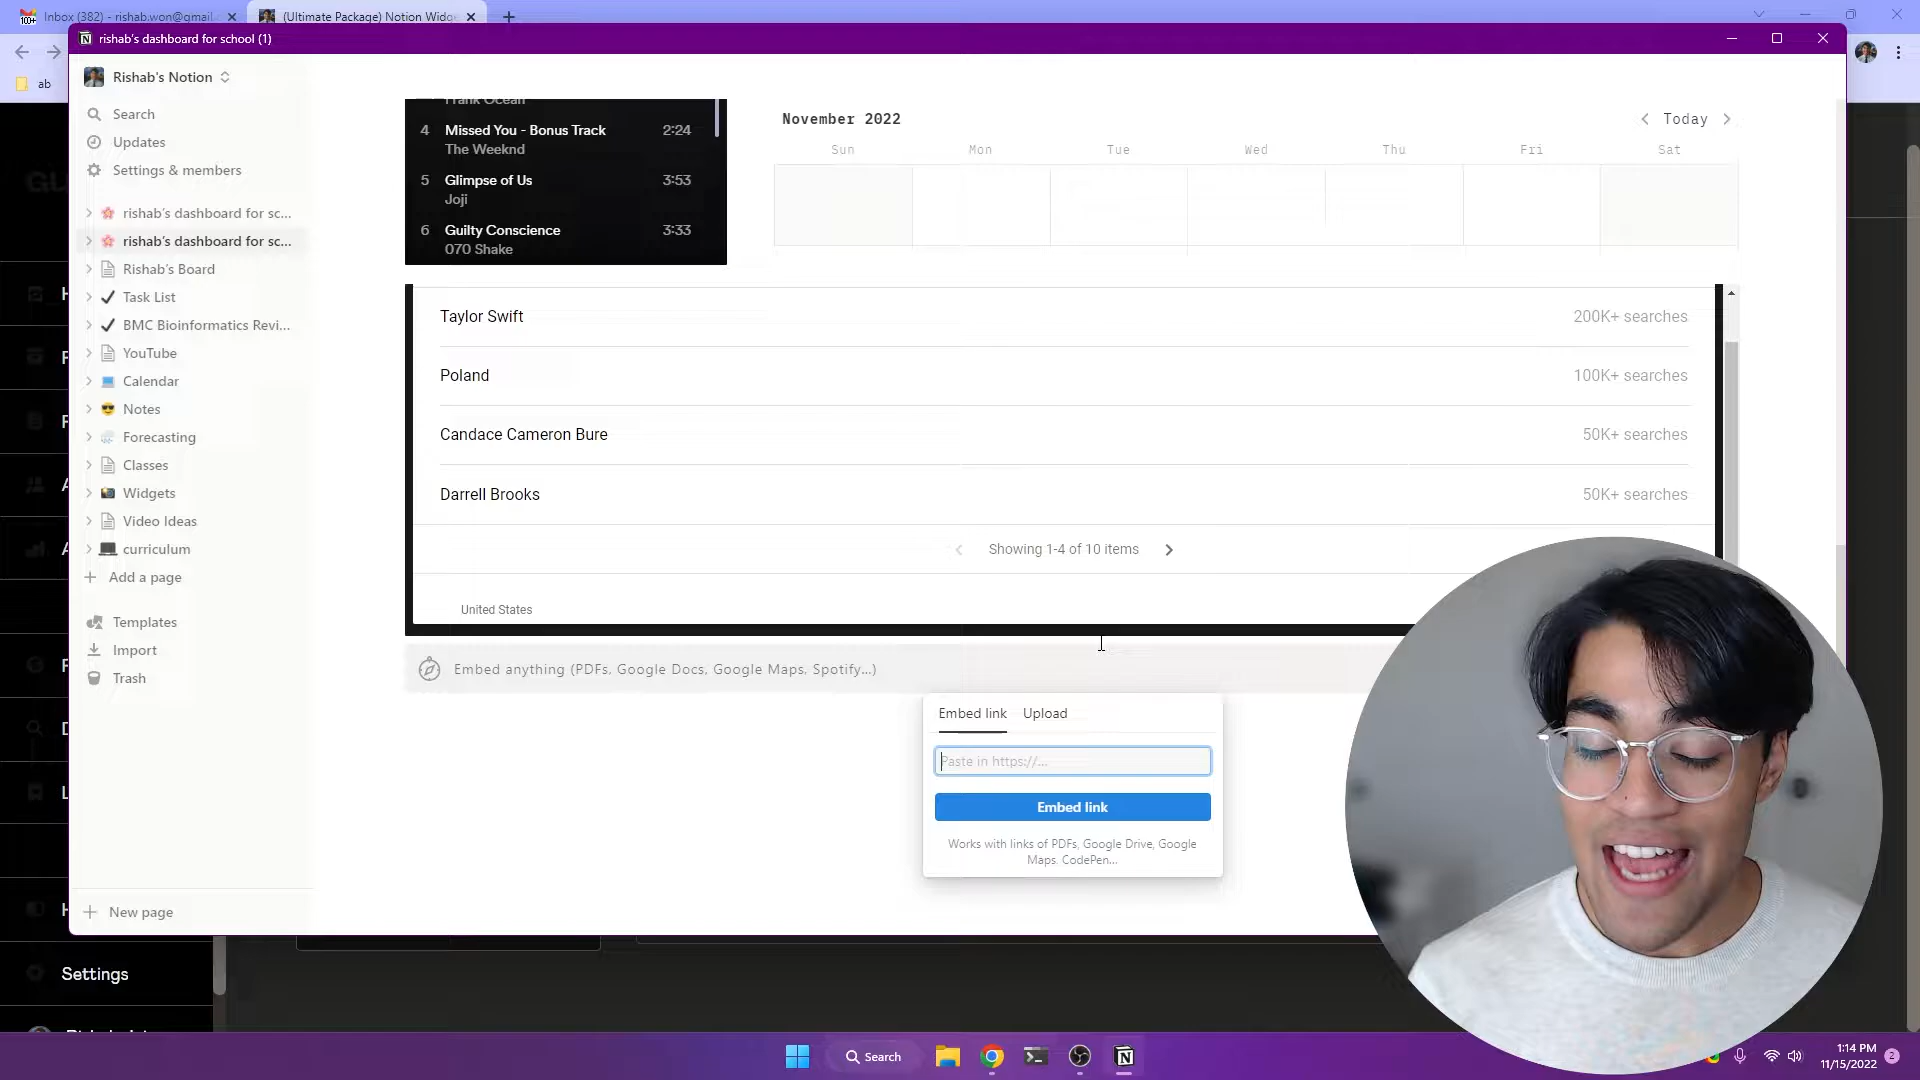 Inbox (382) - rishab.won@gmail.
(Ultimate Package) Notion Widg
100+
ab
rishab's dashboard for school (1)
Rishab's Notion
Search
Updates
Settings & members
rishab's dashboard for sc...
rishab's dashboard for sc...
Rishab's Board
Task List
BMC Bioinformatics Revi...
YouTube
Calendar
Notes
Forecasting
Classes
Widgets
Video Ideas
curriculum
Add a page
Templates
Import
Trash
New page
Settings
Frank Ocean
4 Missed You - Bonus Track 2:24
The Weeknd
5 Glimpse of Us 3:53
Joji
6 Guilty Conscience 3:33
070 Shake
November 2022
Today
Sun Mon Tue Wed Thu Fri Sat
Taylor Swift 200K+ searches
Poland 100K+ searches
Candace Cameron Bure 50K+ searches
Darrell Brooks 50K+ searches
Showing 1-4 of 10 items
United States
Embed anything (PDFs, Google Docs, Google Maps, Spotify...)
Embed link Upload
Paste in https://...
Embed link
Works with links of PDFs, Google Drive, Google
Maps. CodePen...
Search
1:14 PM
11/15/2022
2